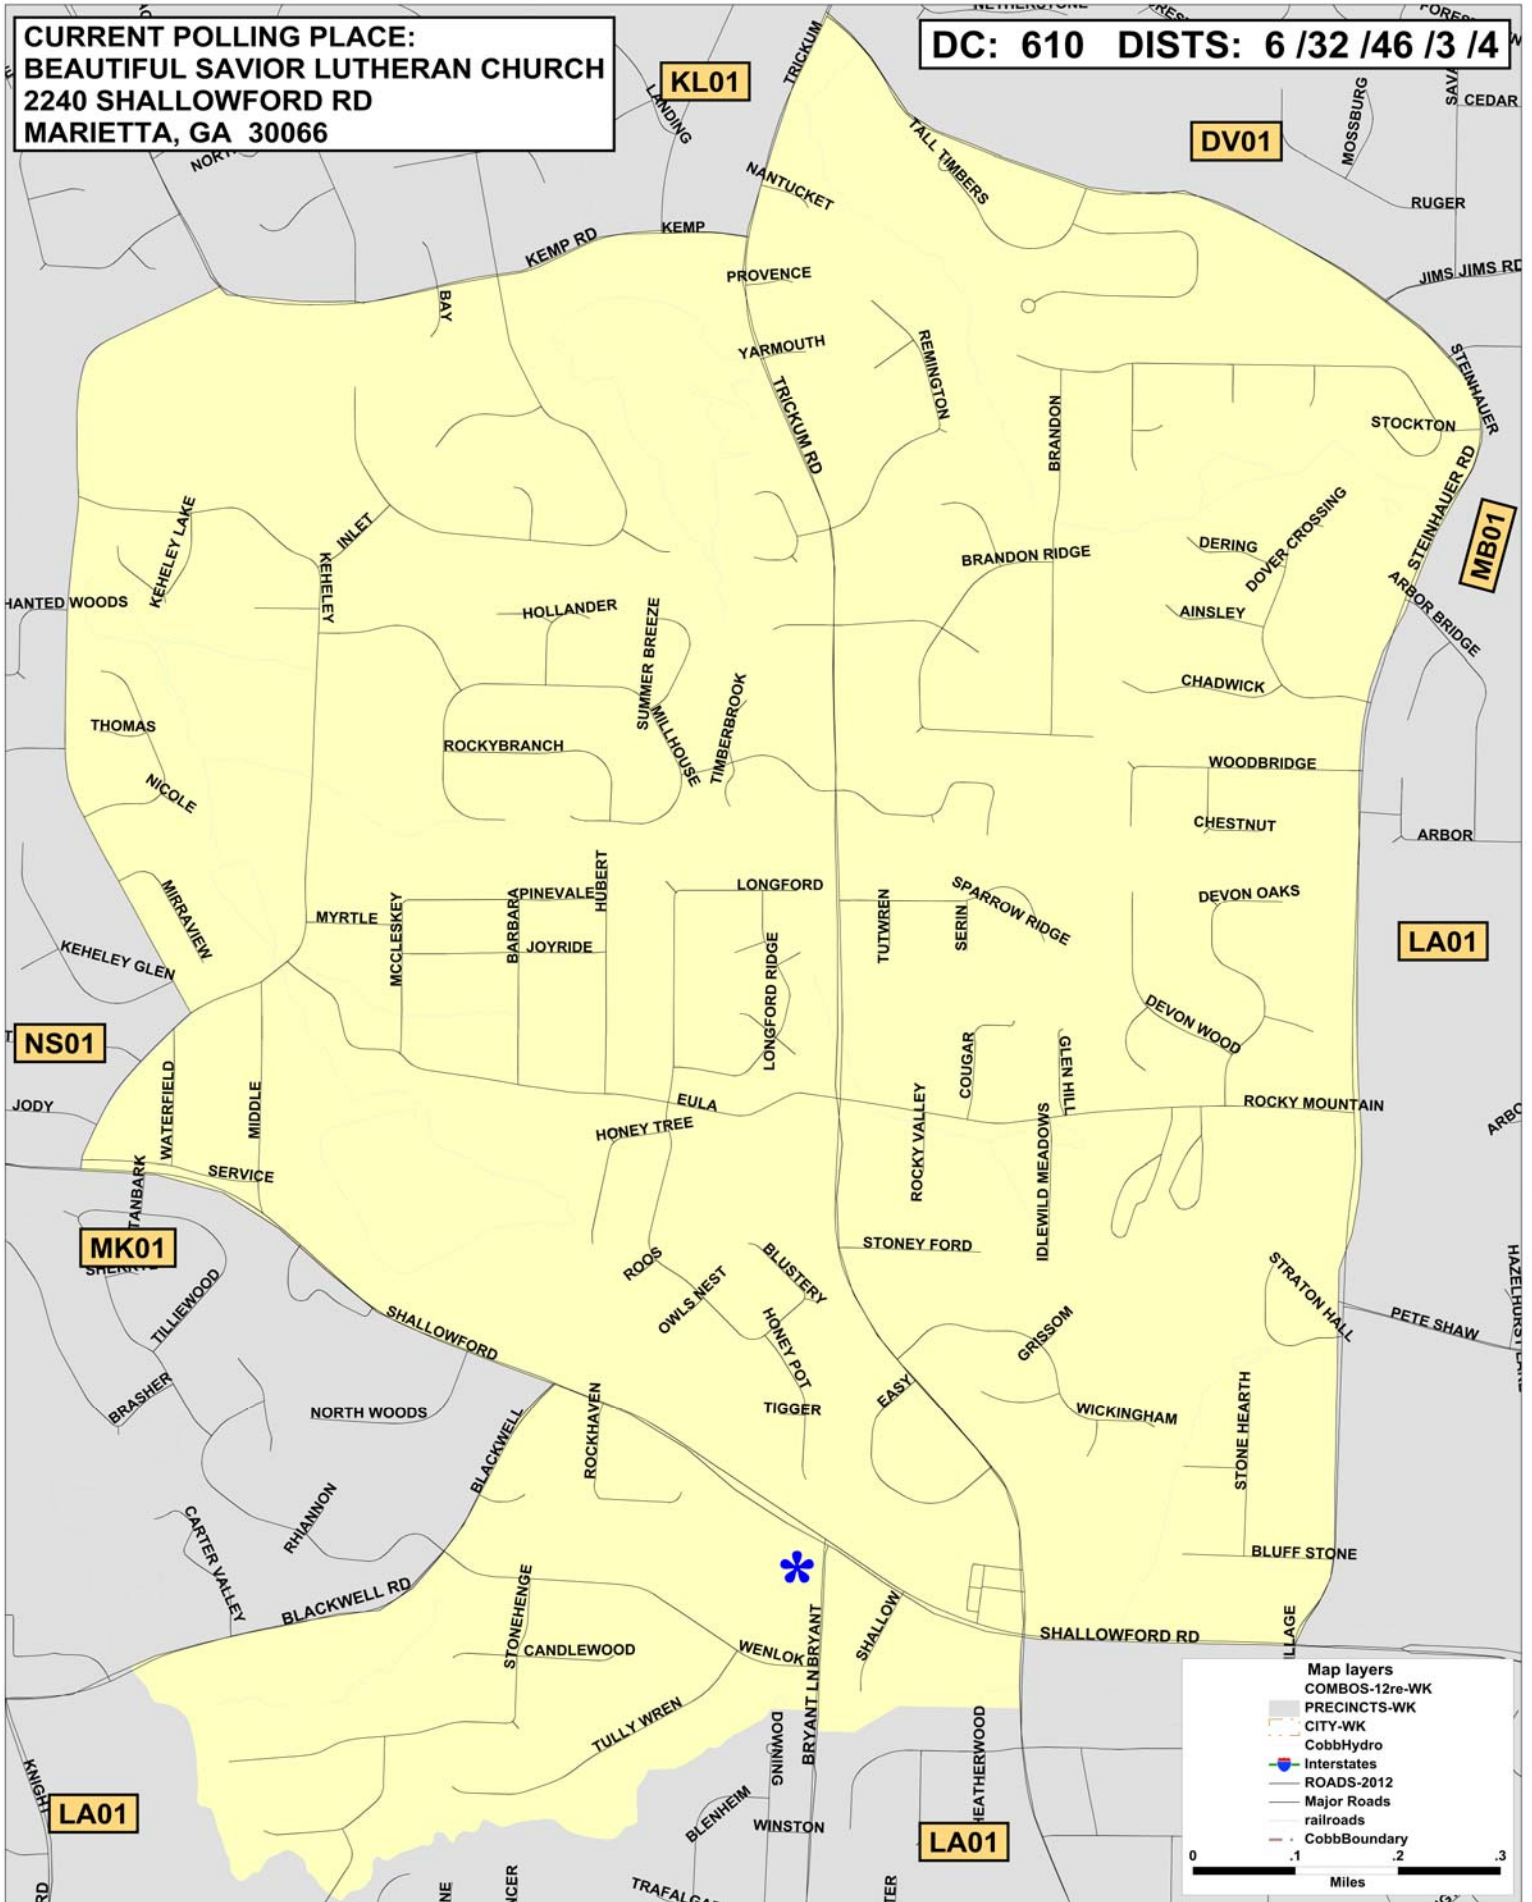 CURRENT POLLING PLACE:
BEAUTIFUL SAVIOR LUTHERAN CHURCH
2240 SHALLOWFORD RD
MARIETTA, GA 30066
DC: 610 DISTS: 6 /32 /46 /3 /4
NETHERSTONE
KL01
TRICKUM
LANDING
DV01
MOSSBURG
CEDAR
RUGER
TALL TIMBERS
NANTUCKET
KEMP RD
KEMP
JIMS
JIMS RD
PROVENCE
BAY
YARMOUTH
REMINGTON
STEINHAUER
TRICKUM RD
BRANDON
STOCKTON
STEINHAUER RD
MB01
KEHELEY LAKE
INLET
KEHELEY
BRANDON RIDGE
DERING
DOVER CROSSING
ARBOR BRIDGE
HANTED WOODS
HOLLANDER
SUMMER BREEZE
AINSLEY
CHADWICK
THOMAS
MILLHOUSE
TIMBERBROOK
ROCKYBRANCH
NICOLE
WOODBRIDGE
CHESTNUT
ARBOR
MIRRAVIEW
MYRTLE
MCCLESKEY
BARBARA
PINEVALE
HUBERT
JOYRIDE
LONGFORD
LONGFORD RIDGE
TUTWREN
SERIN
SPARROW RIDGE
DEVON OAKS
LA01
KEHELEY GLEN
DEVON WOOD
NS01
JODY
WATERFIELD
MIDDLE
EULA
HONEY TREE
COUGAR
GLEN HILL
ROCKY VALLEY
IDLEWILD MEADOWS
ROCKY MOUNTAIN
TANBARK
SERVICE
MK01
TILLIEWOOD
STONEY FORD
ROOS
OWLS NEST
BLUSTERY
HONEY POT
STRATON HALL
PETE SHAW
SHALLOWFORD
GRISSOM
BRASHER
NORTH WOODS
BLACKWELL
ROCKHAVEN
TIGGER
EASY
WICKINGHAM
STONE HEARTH
RHIANNON
CARTER VALLEY
BLUFF STONE
BLACKWELL RD
STONEHENGE
CANDLEWOOD
WENLOK
BRYANT
BRYANT LN
SHALLOW
SHALLOWFORD RD
TULLY WREN
DOWNING
HEATHERWOOD
KNIGHT
LA01
BLENHEIM
WINSTON
LA01
Map layers
COMBOS-12re-WK
PRECINCTS-WK
CITY-WK
CobbHydro
Interstates
ROADS-2012
Major Roads
railroads
CobbBoundary
0 .1 .2 .3
Miles